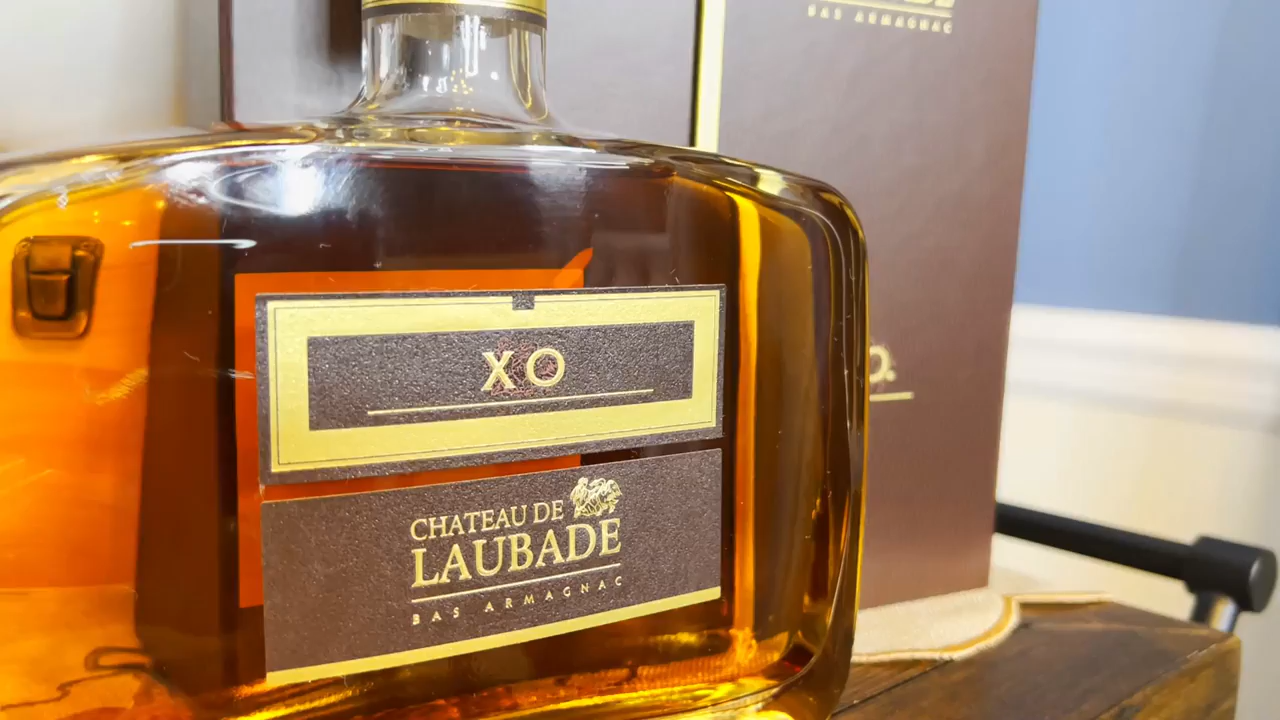 BAS ARMAGNAC
XO
O.
CHATEAU DE
LAUBADE
BAS ARMAGNAC